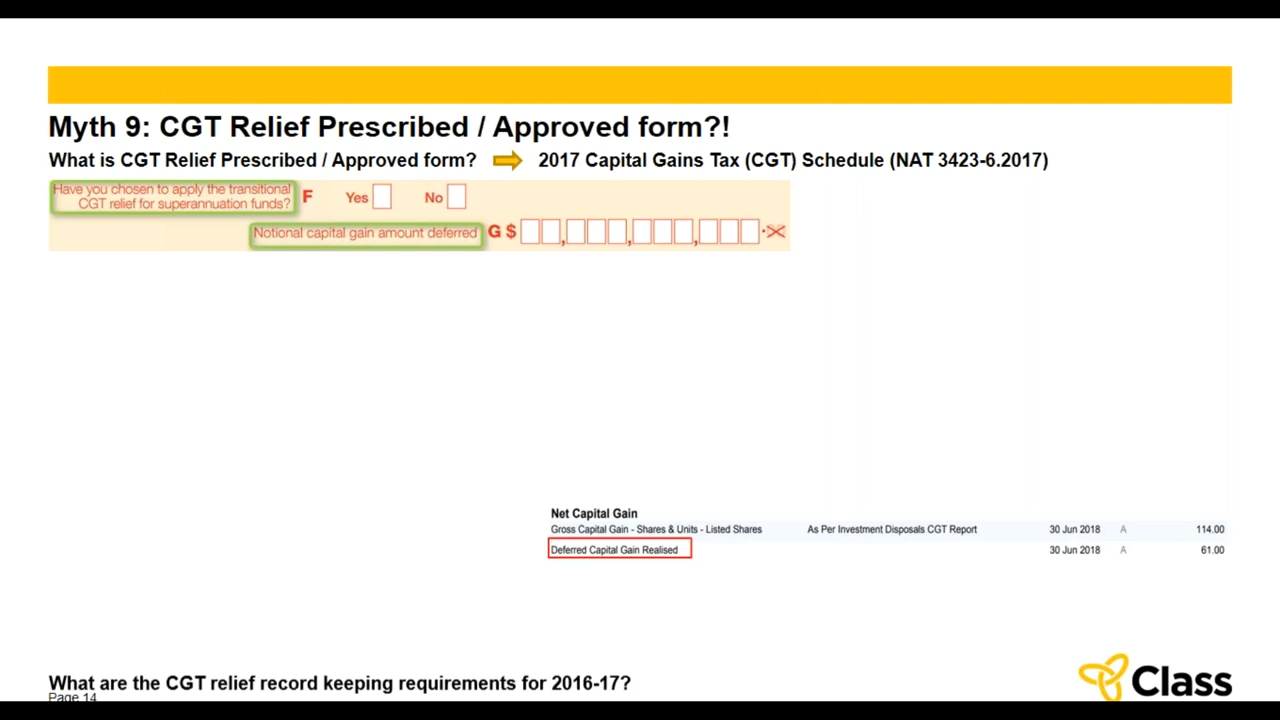 Myth 9: CGT Relief Prescribed / Approved form?!
What is CGT Relief Prescribed / Approved form? 2017 Capital Gains Tax (CGT) Schedule (NAT 3423-6.2017)
Have you chosen to apply the transitional
CGT relief for superannuation funds? F Yes No
Notional capital gain amount deferred G $
Net Capital Gain
Gross Capital Gain - Shares & Units - Listed Shares As Per Investment Disposals CGT Report 30 Jun 2018 A 114.00
Deferred Capital Gain Realised 30 Jun 2018 A 61.00
What are the CGT relief record keeping requirements for 2016-17?
Page 14
Class